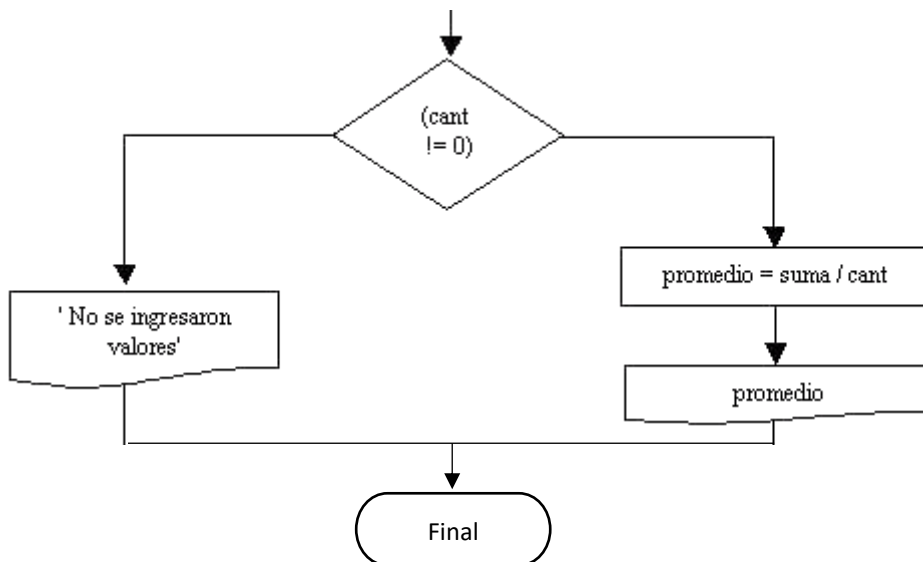 (cant
!= 0)
promedio = suma / cant
' No se ingresaron
valores'
promedio
Final